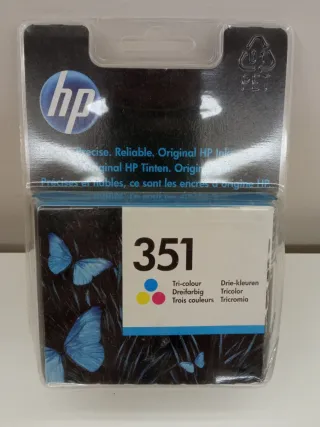 hp
PET
Precise. Reliable. Original HP Inks.
Original HP Tinten.
Précises et fiables, ce sont les encres d'origine HP.
351
Tri-colour
Dreifarbig
Trois couleurs
Drie-kleuren
Tricolor
Tricromia